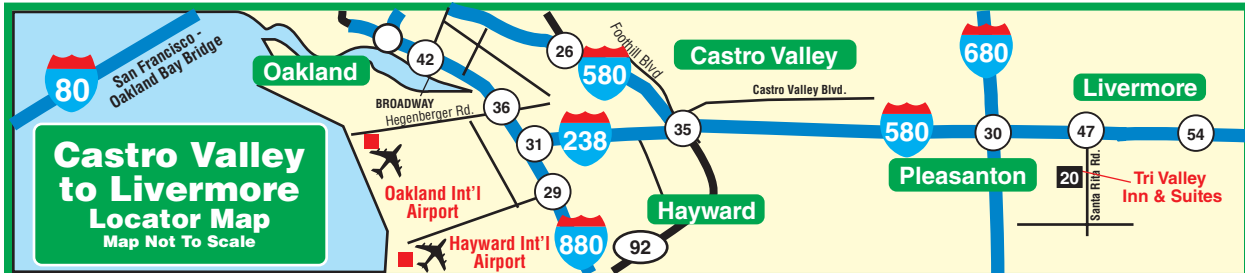 80
San Francisco -
Oakland Bay Bridge
Oakland
42
BROADWAY
Hegenberger Rd.
36
31
238
29
880
26
580
Foothill Blvd
Castro Valley
Castro Valley Blvd.
35
580
680
30
Livermore
47
54
Pleasanton
20
Santa Rita Rd.
Tri Valley
Inn & Suites
Hayward
92
Oakland Int'l
Airport
Hayward Int'l
Airport
Castro Valley
to Livermore
Locator Map
Map Not To Scale